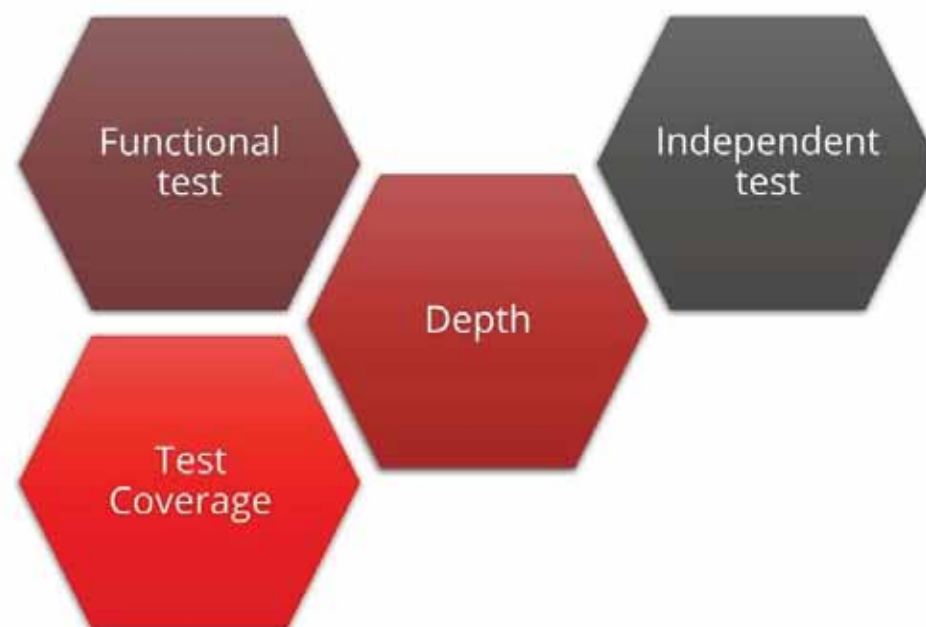 Functional
test
Independent
test
Depth
Test
Coverage